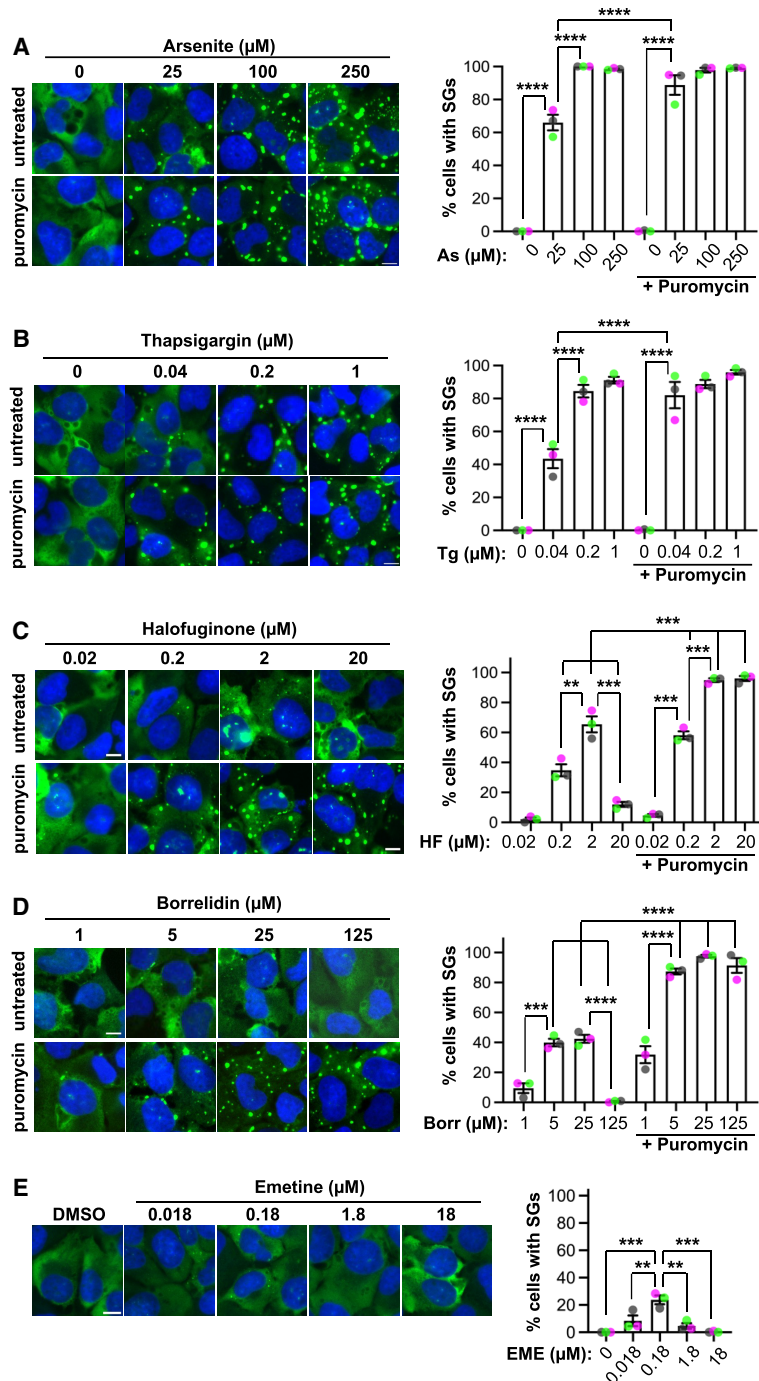 A
Arsenite (µM)
0 25 100 250
untreated
puromycin
****
****
****
****
% cells with SGs
100
80
60
40
20
0
As (µM):
0 25 100 250 0 25 100 250
+ Puromycin
B
Thapsigargin (µM)
0 0.04 0.2 1
untreated
puromycin
****
****
****
****
% cells with SGs
100
80
60
40
20
0
Tg (µM):
0 0.04 0.2 1 0 0.04 0.2 1
+ Puromycin
C
Halofuginone (µM)
0.02 0.2 2 20
untreated
puromycin
***
***
** ***
***
% cells with SGs
100
80
60
40
20
0
HF (µM):
0.02 0.2 2 20 0.02 0.2 2 20
+ Puromycin
D
Borrelidin (µM)
1 5 25 125
untreated
puromycin
****
****
*** ****
% cells with SGs
100
80
60
40
20
0
Borr (µM):
1 5 25 125 1 5 25 125
+ Puromycin
E
Emetine (µM)
DMSO 0.018 0.18 1.8 18
*** ***
** **
% cells with SGs
100
80
60
40
20
0
EME (µM):
0 0.018 0.18 1.8 18